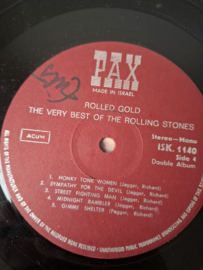 PAX
MADE IN ISRAEL
ROLLED GOLD
THE VERY BEST OF THE ROLLING STONES
ACUM
Stereo-Mono
ISK. 1140
Side 4
Double Album
1. HONKY TONK WOMEN (Jagger, Richard)
2. SYMPATHY FOR THE DEVIL (Jagger, Richard)
3. STREET FIGHTING MAN (Jagger, Richard)
4. MIDNIGHT RAMBLER (Jagger, Richard)
5. GIMME SHELTER (Jagger, Richard)